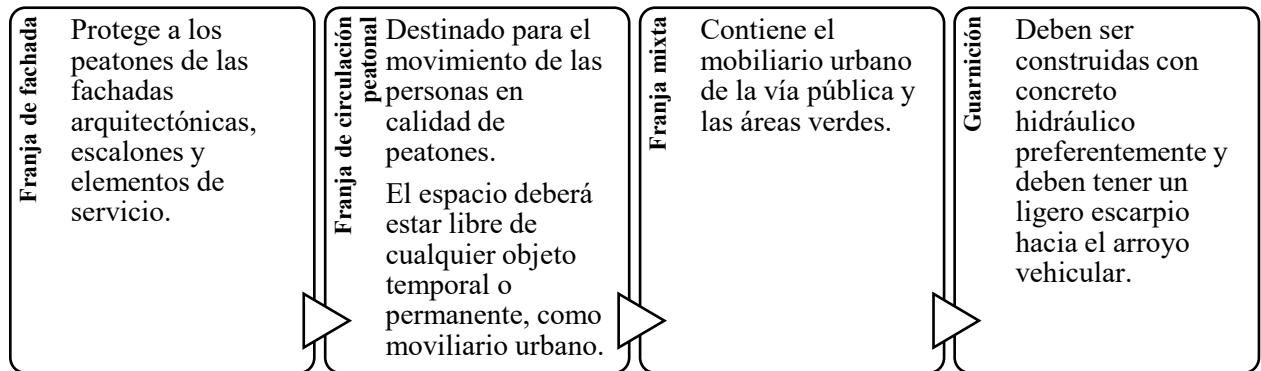 Franja de fachada
Protege a los
peatones de las
fachadas
arquitectónicas,
escalones y
elementos de
servicio.
Franja de circulación
peatonal
Destinado para el
movimiento de las
personas en
calidad de
peatones.
El espacio deberá
estar libre de
cualquier objeto
temporal o
permanente, como
moviliario urbano.
Franja mixta
Contiene el
mobiliario urbano
de la vía pública y
las áreas verdes.
Guarnición
Deben ser
construidas con
concreto
hidráulico
preferentemente y
deben tener un
ligero escarpio
hacia el arroyo
vehicular.